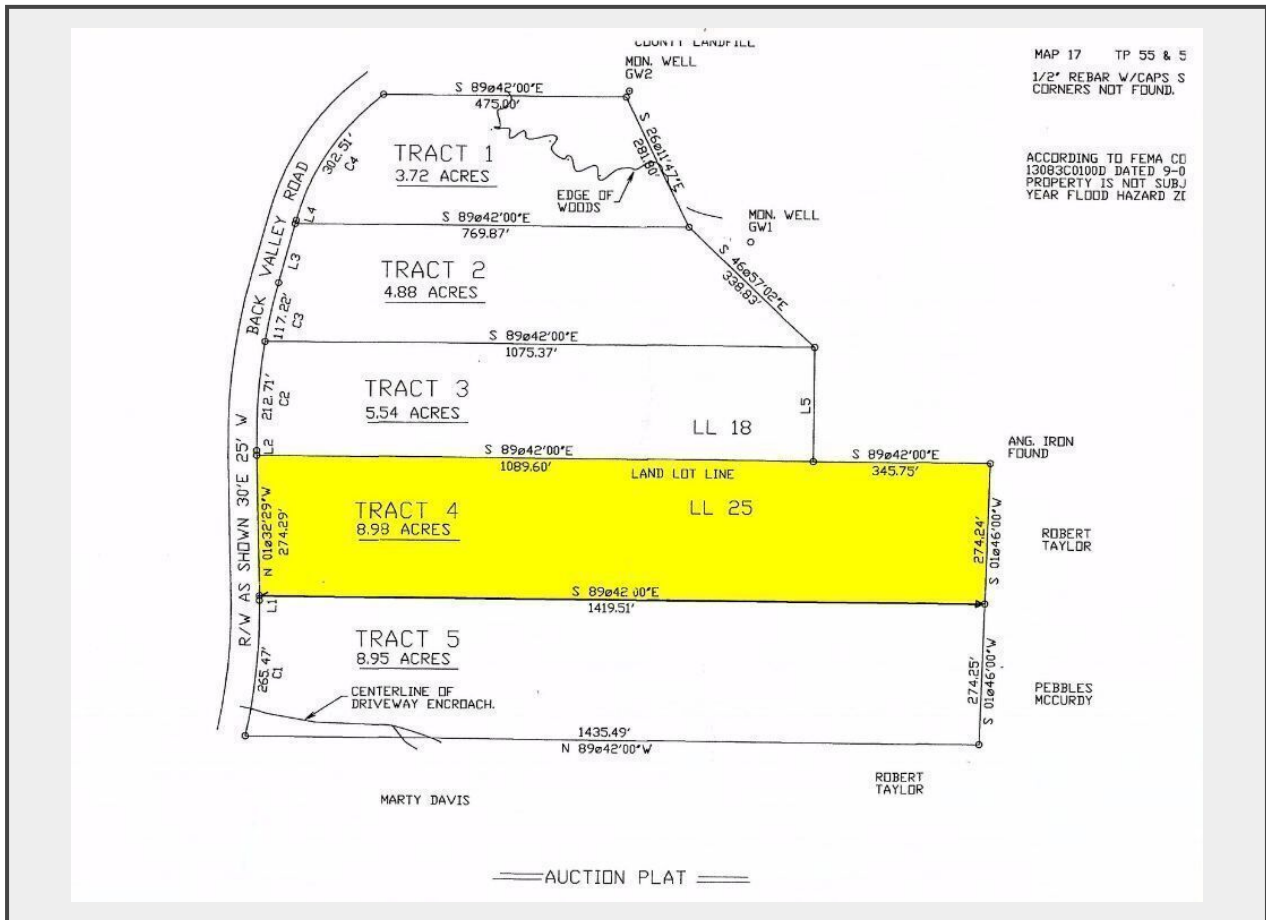 COUNTY LANDFILL
MON. WELL
GW2
MAP 17 TP 55 & 5
1/2" REBAR W/CAPS S
CORNERS NOT FOUND.
S 89ø42'00"E
475.00'
S 26ø11'47"E
281.80'
302.51'
C4
TRACT 1
3.72 ACRES
EDGE OF
WOODS
ACCORDING TO FEMA CO
13083C0100D DATED 9-0
PROPERTY IS NOT SUBJ
YEAR FLOOD HAZARD ZO
L4
S 89ø42'00"E
769.87'
MON. WELL
GW1
BACK VALLEY ROAD
L3
TRACT 2
4.88 ACRES
S 46ø57'02"E
338.83'
117.22'
C3
S 89ø42'00"E
1075.37'
212.71'
C2
TRACT 3
5.54 ACRES
L5
LL 18
L2
S 89ø42'00"E
1089.60'
LAND LOT LINE
S 89ø42'00"E
345.75'
ANG. IRON
FOUND
R/W AS SHOWN 30'E 25' W
N 01ø32'29"W
274.29'
TRACT 4
8.98 ACRES
LL 25
274.24'
S 01ø46'00"W
ROBERT
TAYLOR
L1
S 89ø42'00"E
1419.51'
TRACT 5
8.95 ACRES
265.47'
C1
274.25'
S 01ø46'00"W
PEBBLES
MCCURDY
CENTERLINE OF
DRIVEWAY ENCROACH.
1435.49'
N 89ø42'00"W
MARTY DAVIS
ROBERT
TAYLOR
AUCTION PLAT